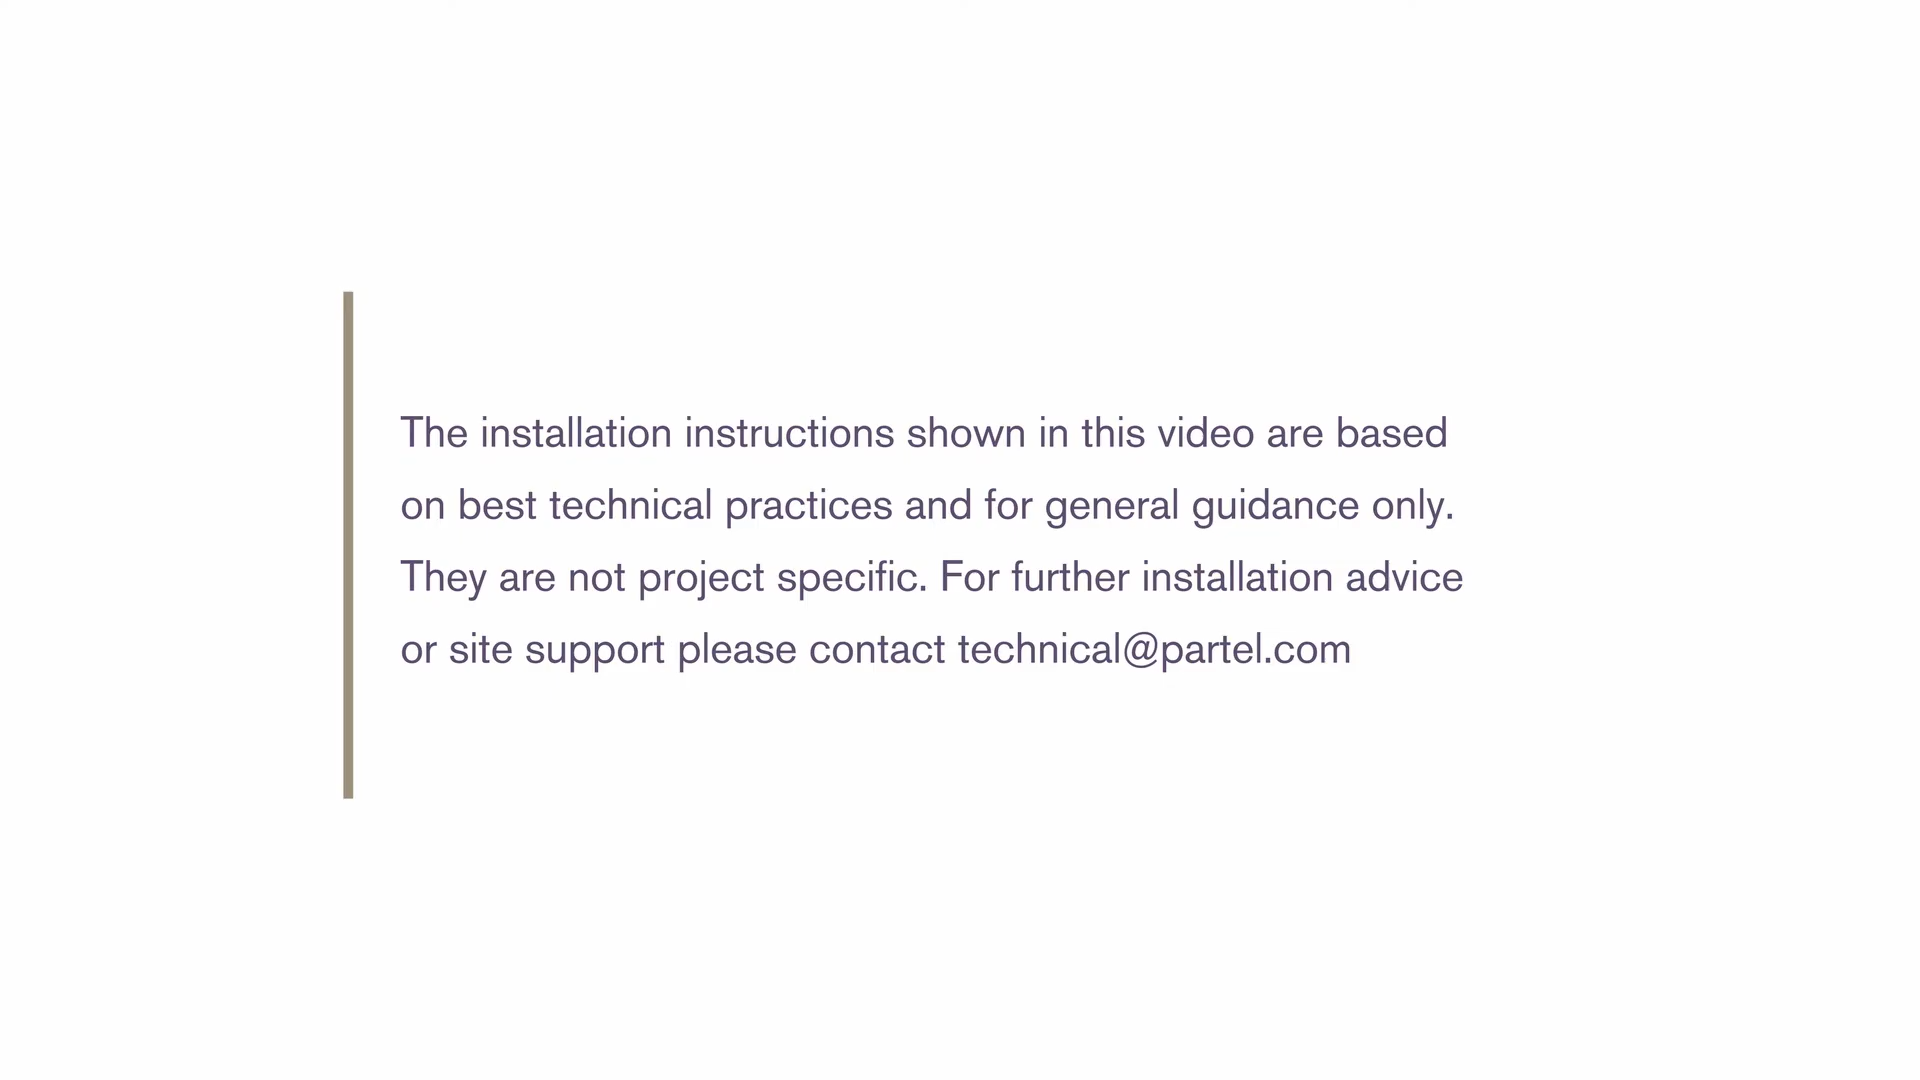 The installation instructions shown in this video are based
on best technical practices and for general guidance only.
They are not project specific. For further installation advice
or site support please contact technical@partel.com